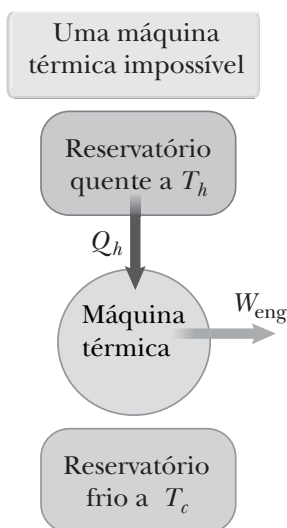 Uma máquina
térmica impossível
Reservatório
quente a T_h
Q_h
Máquina
térmica
W_eng
Reservatório
frio a T_c